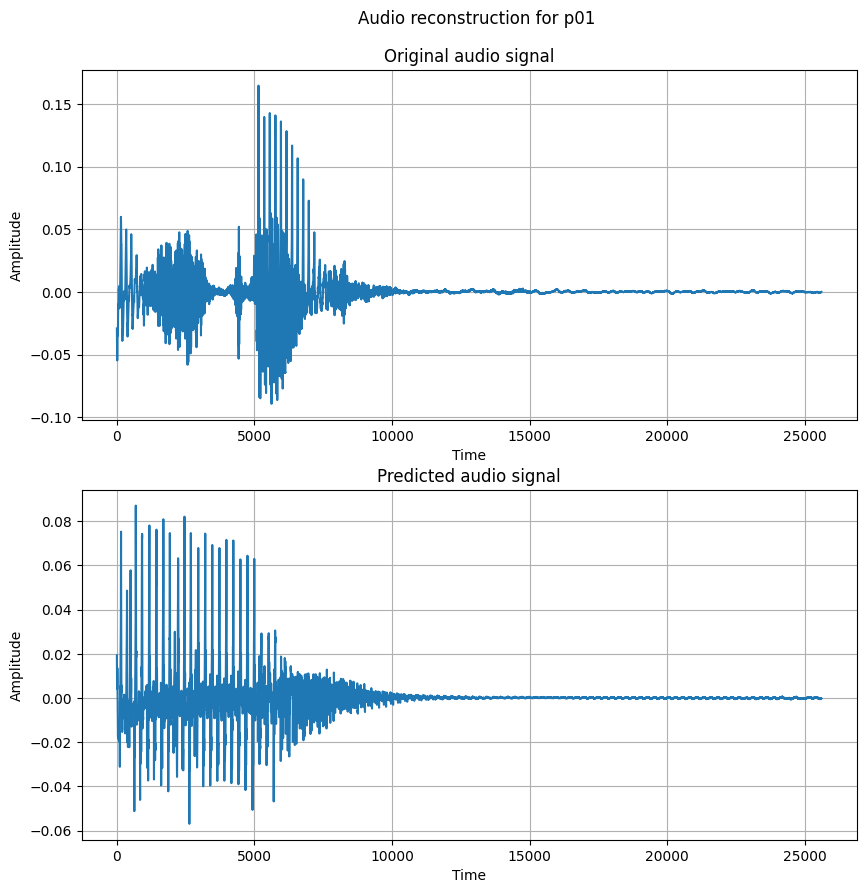 Audio reconstruction for p01
Original audio signal
Amplitude
0.15
0.10
0.05
0.00
−0.05
−0.10
0 5000 10000 15000 20000 25000
Time
Predicted audio signal
Amplitude
0.08
0.06
0.04
0.02
0.00
−0.02
−0.04
−0.06
0 5000 10000 15000 20000 25000
Time